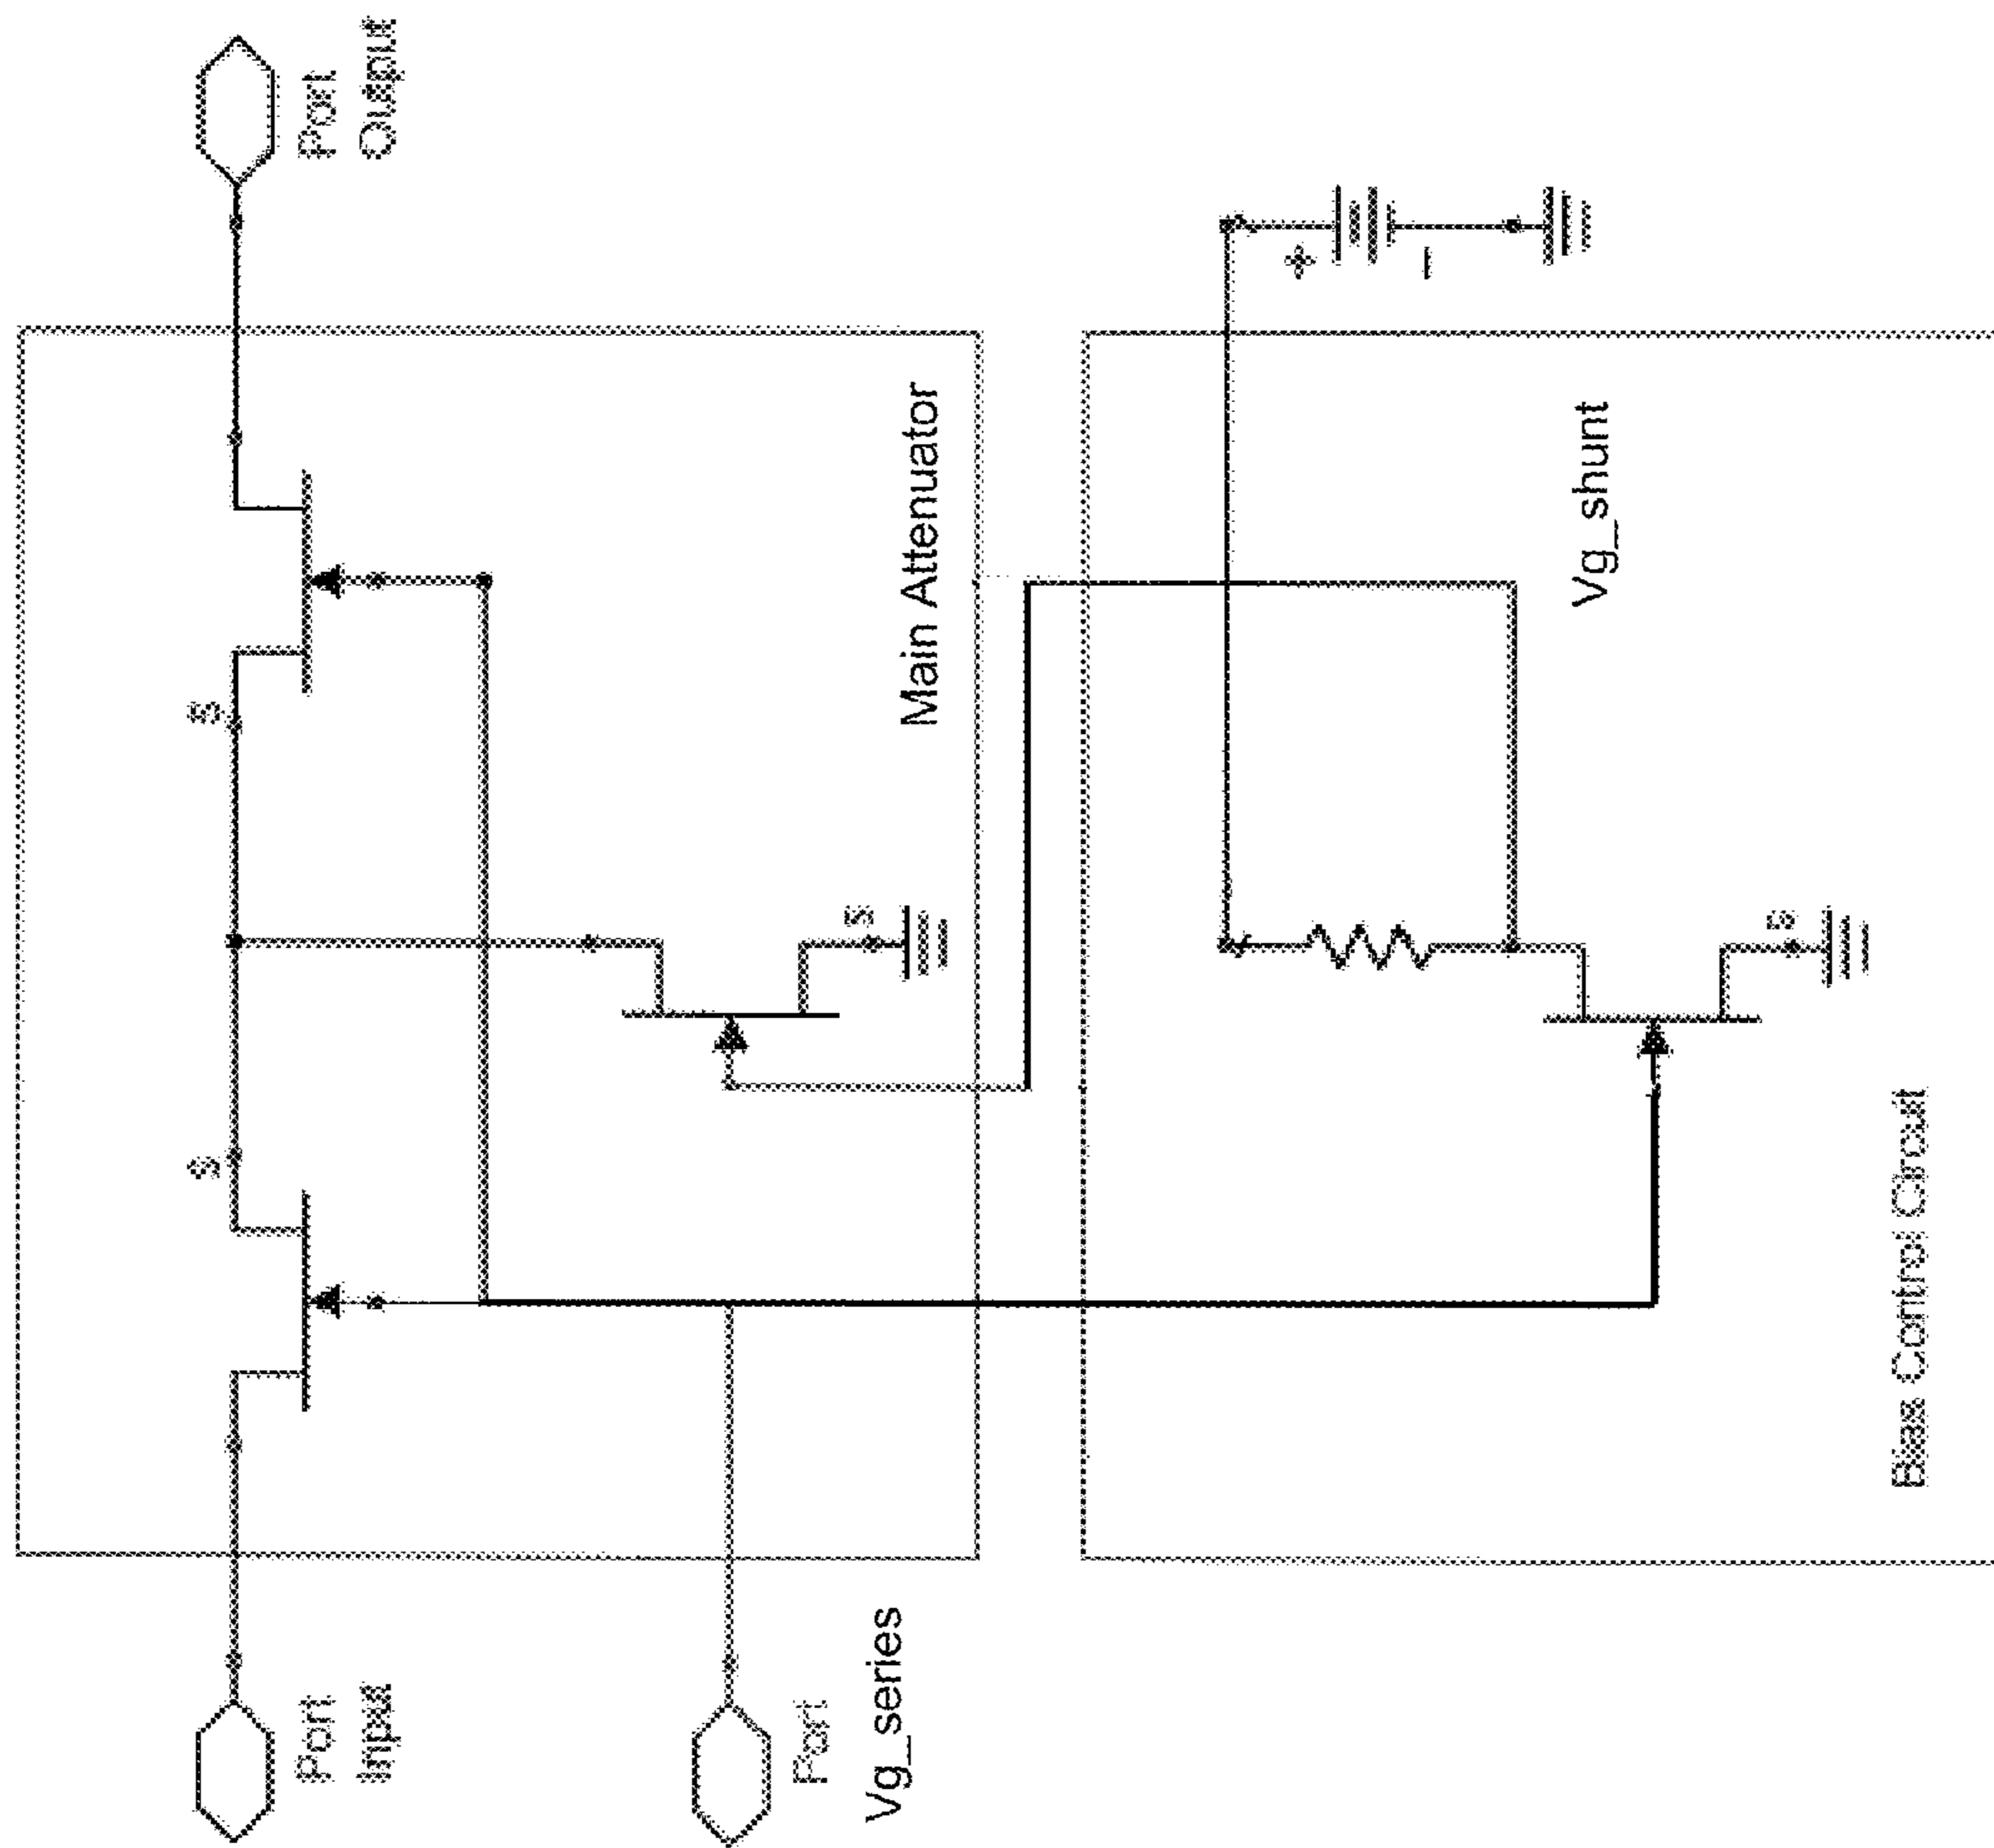 Port
Input
Port
Output
S
S
S
Main Attenuator
Port
Vg_series
+
-
Vg_shunt
S
Bias Control Circuit